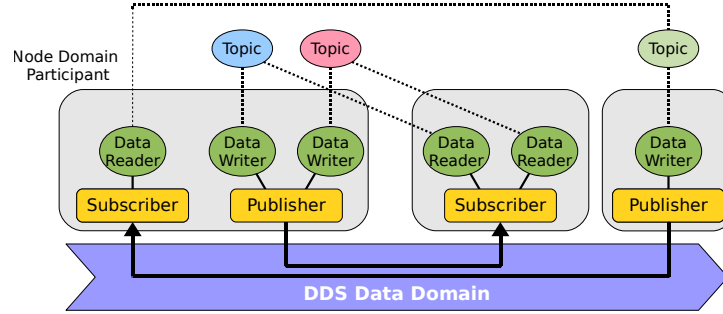 Topic
Topic
Topic
Node Domain
Participant
Data
Reader
Data
Writer
Data
Writer
Data
Reader
Data
Reader
Data
Writer
Subscriber
Publisher
Subscriber
Publisher
DDS Data Domain